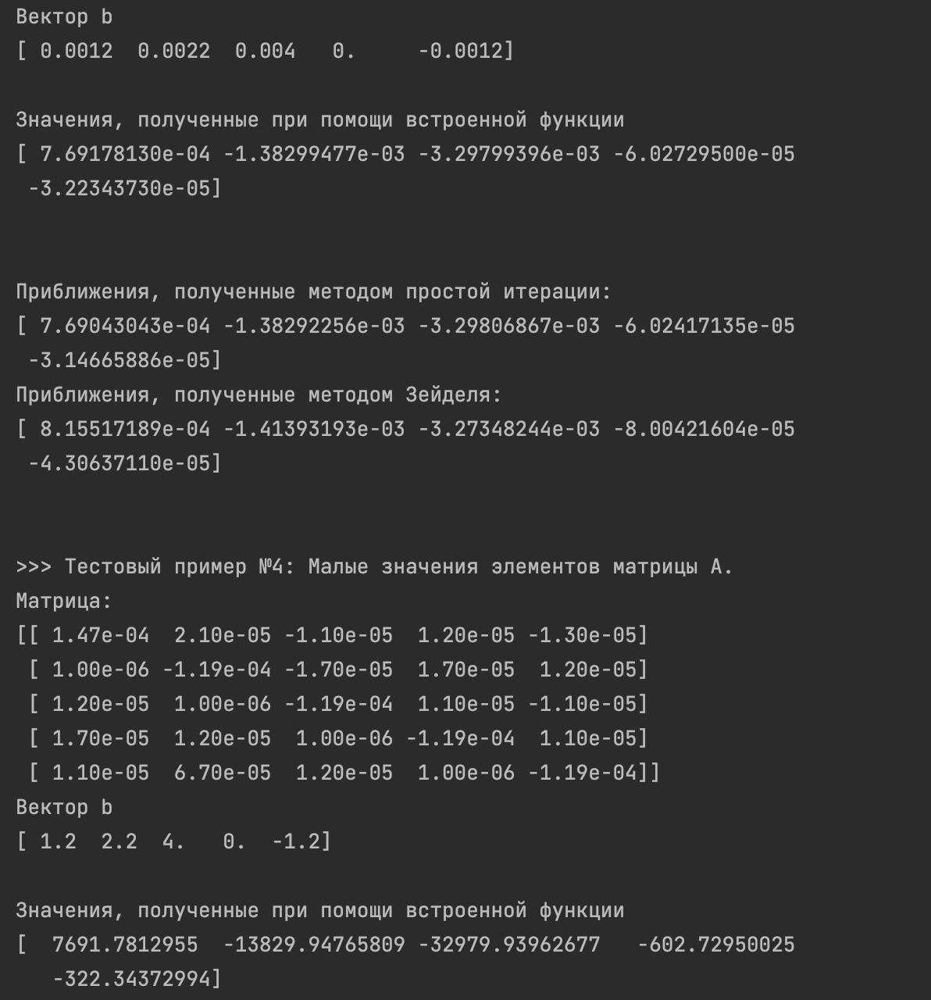 Вектор b
[ 0.0012  0.0022  0.004   0.     -0.0012]
Значения, полученные при помощи встроенной функции
[ 7.69178130e-04 -1.38299477e-03 -3.29799396e-03 -6.02729500e-05
 -3.22343730e-05]
Приближения, полученные методом простой итерации:
[ 7.69043043e-04 -1.38292256e-03 -3.29806867e-03 -6.02417135e-05
 -3.14665886e-05]
Приближения, полученные методом Зейделя:
[ 8.15517189e-04 -1.41393193e-03 -3.27348244e-03 -8.00421604e-05
 -4.30637110e-05]
>>> Тестовый пример №4: Малые значения элементов матрицы А.
Матрица:
[[ 1.47e-04  2.10e-05 -1.10e-05  1.20e-05 -1.30e-05]
 [ 1.00e-06 -1.19e-04 -1.70e-05  1.70e-05  1.20e-05]
 [ 1.20e-05  1.00e-06 -1.19e-04  1.10e-05 -1.10e-05]
 [ 1.70e-05  1.20e-05  1.00e-06 -1.19e-04  1.10e-05]
 [ 1.10e-05  6.70e-05  1.20e-05  1.00e-06 -1.19e-04]]
Вектор b
[ 1.2  2.2  4.   0.  -1.2]
Значения, полученные при помощи встроенной функции
[  7691.7812955  -13829.94765809 -32979.93962677   -602.72950025
   -322.34372994]